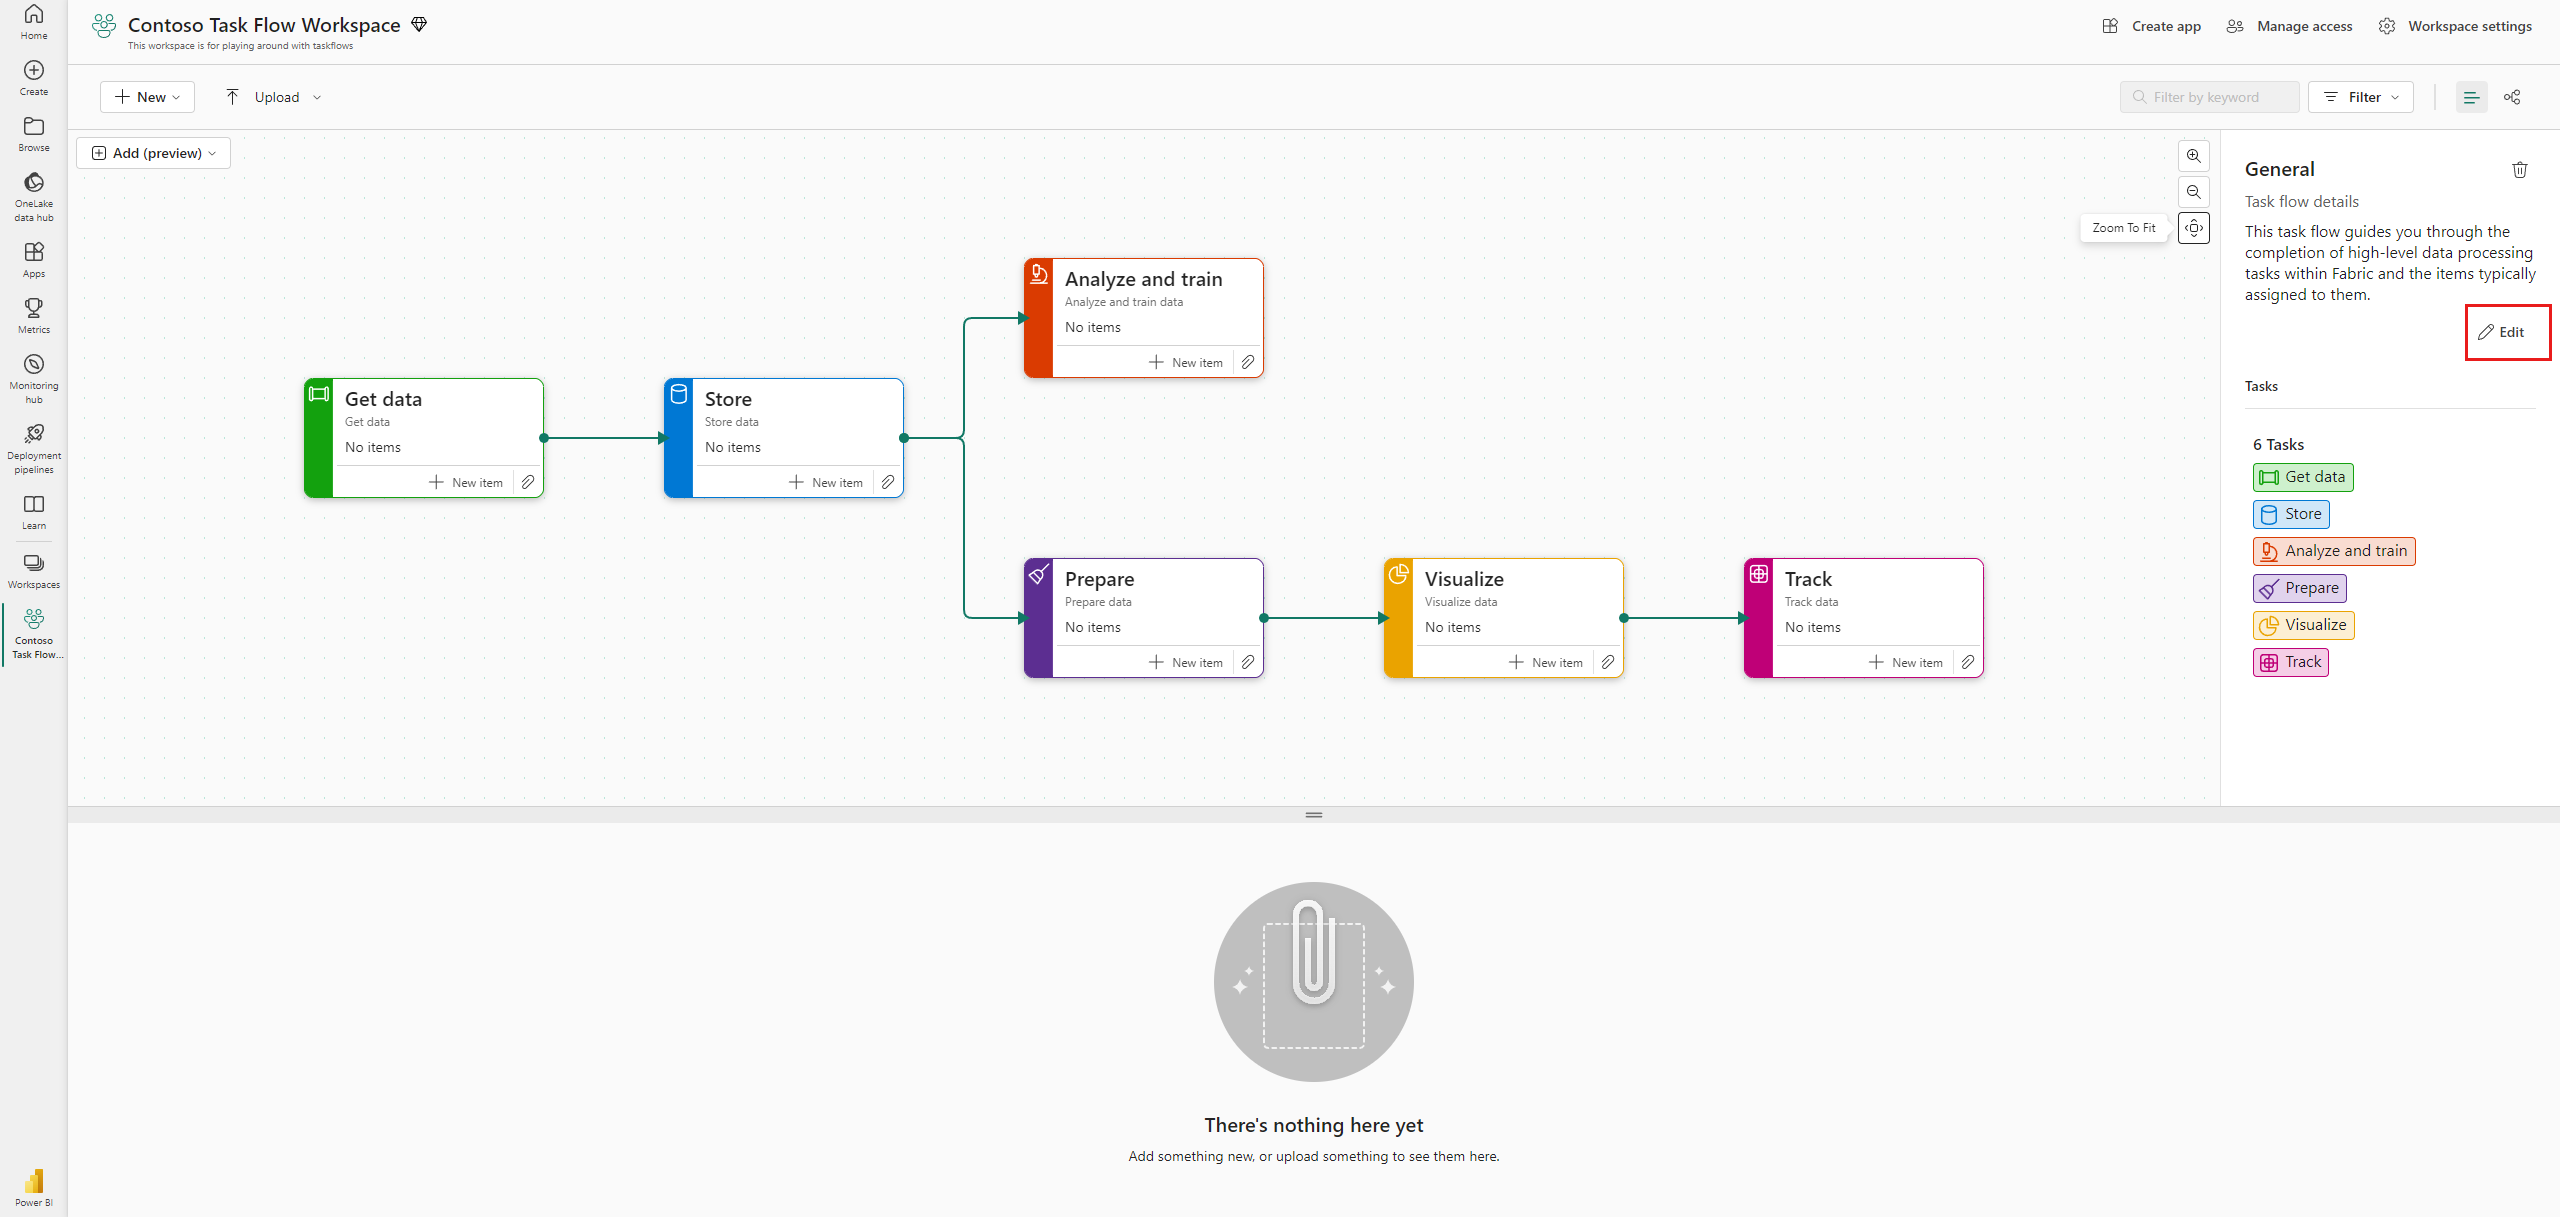 Home
Create
Browse
OneLake
data hub
Apps
Metrics
Monitoring
hub
Deployment
pipelines
Learn
Workspaces
Contoso
Task Flow...
Power BI
Contoso Task Flow Workspace
This workspace is for playing around with taskflows
Create app
Manage access
Workspace settings
New
Upload
Filter by keyword
Filter
Add (preview)
Zoom To Fit
Get data
Get data
No items
New item
Store
Store data
No items
New item
Analyze and train
Analyze and train data
No items
New item
Prepare
Prepare data
No items
New item
Visualize
Visualize data
No items
New item
Track
Track data
No items
New item
General
Task flow details
This task flow guides you through the
completion of high-level data processing
tasks within Fabric and the items typically
assigned to them.
Edit
Tasks
6 Tasks
Get data
Store
Analyze and train
Prepare
Visualize
Track
There's nothing here yet
Add something new, or upload something to see them here.